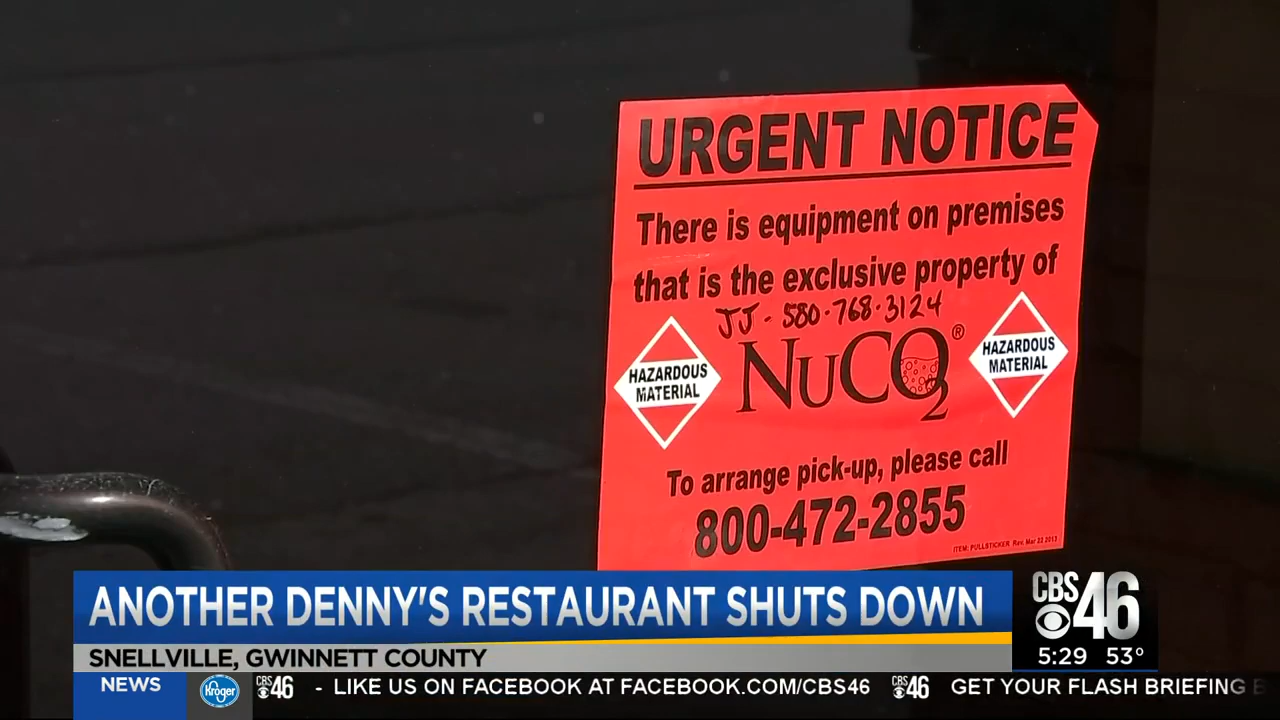 URGENT NOTICE
There is equipment on premises
that is the exclusive property of
JJ - 580-768-3124
NuCO2®
HAZARDOUS
MATERIAL
HAZARDOUS
MATERIAL
To arrange pick-up, please call
800-472-2855
ITEM: PULLSTICKER Rev. Mar 22 2013
ANOTHER DENNY'S RESTAURANT SHUTS DOWN
SNELLVILLE, GWINNETT COUNTY
CBS 46
5:29 53°
NEWS
Kroger
CBS 46 - LIKE US ON FACEBOOK AT FACEBOOK.COM/CBS46 CBS 46 GET YOUR FLASH BRIEFING